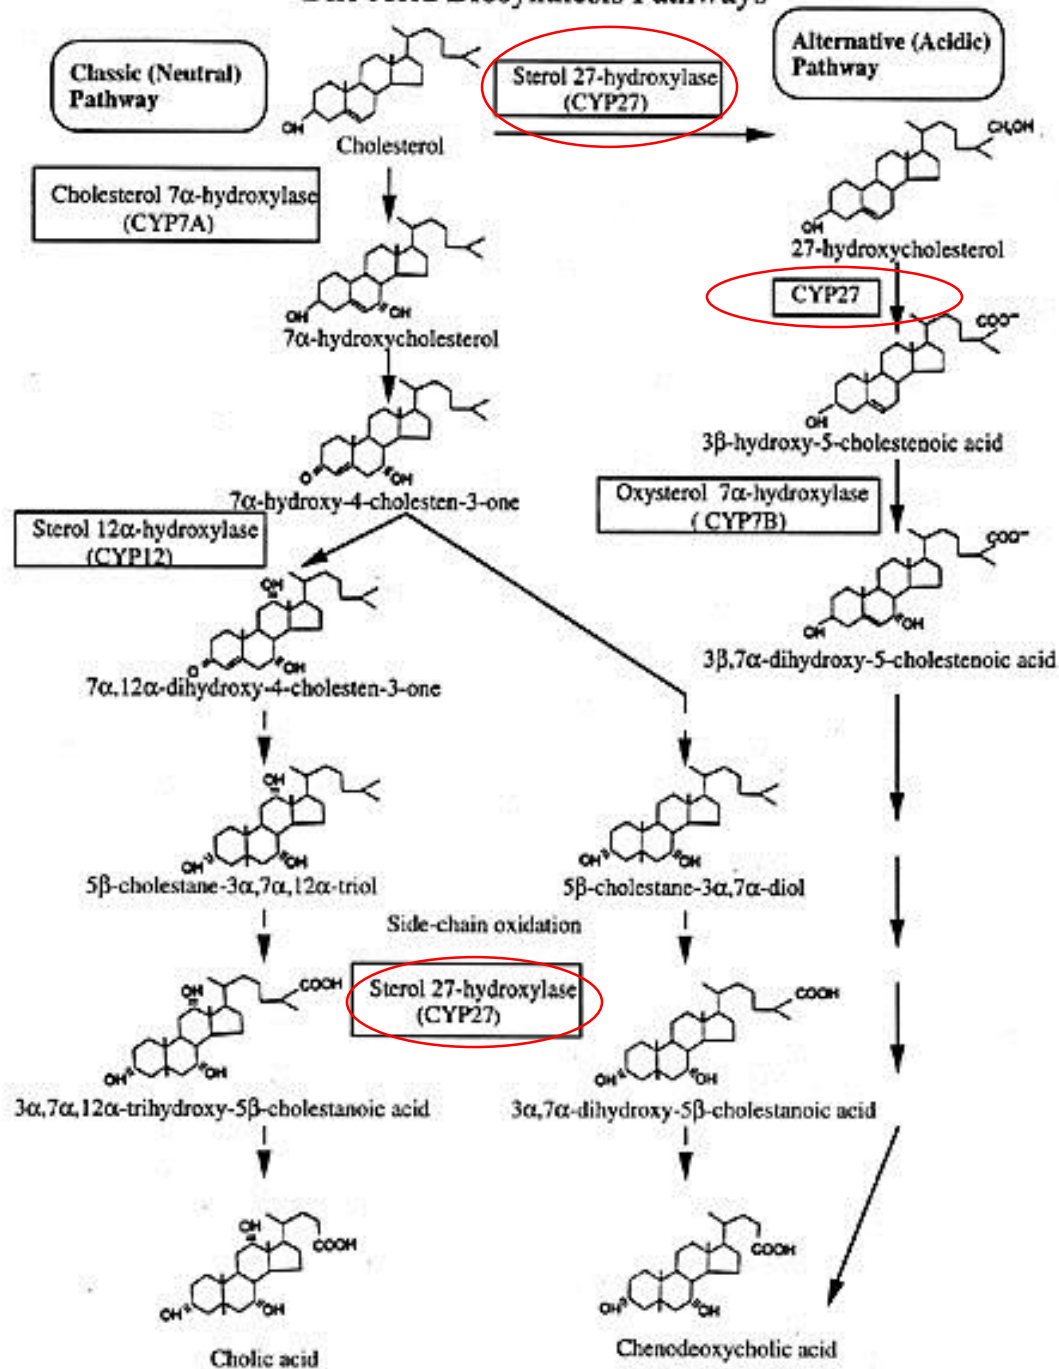 Bile Acid Biosynthesis Pathways
Classic (Neutral)
Pathway
Sterol 27-hydroxylase
(CYP27)
Alternative (Acidic)
Pathway
OH
Cholesterol
CH₂OH
OH
27-hydroxycholesterol
Cholesterol 7α-hydroxylase
(CYP7A)
OH
OH
7α-hydroxycholesterol
CYP27
COO⁻
OH
3β-hydroxy-5-cholestenoic acid
O
OH
7α-hydroxy-4-cholesten-3-one
Oxysterol 7α-hydroxylase
( CYP7B)
Sterol 12α-hydroxylase
(CYP12)
COO⁻
OH
OH
3β,7α-dihydroxy-5-cholestenoic acid
OH
O
OH
7α,12α-dihydroxy-4-cholesten-3-one
OH
OH
OH
5β-cholestane-3α,7α,12α-triol
OH
OH
5β-cholestane-3α,7α-diol
Side-chain oxidation
Sterol 27-hydroxylase
(CYP27)
OH
COOH
OH
OH
3α,7α,12α-trihydroxy-5β-cholestanoic acid
COOH
OH
OH
3α,7α-dihydroxy-5β-cholestanoic acid
OH
COOH
OH
OH
Cholic acid
COOH
OH
OH
Chenodeoxycholic acid